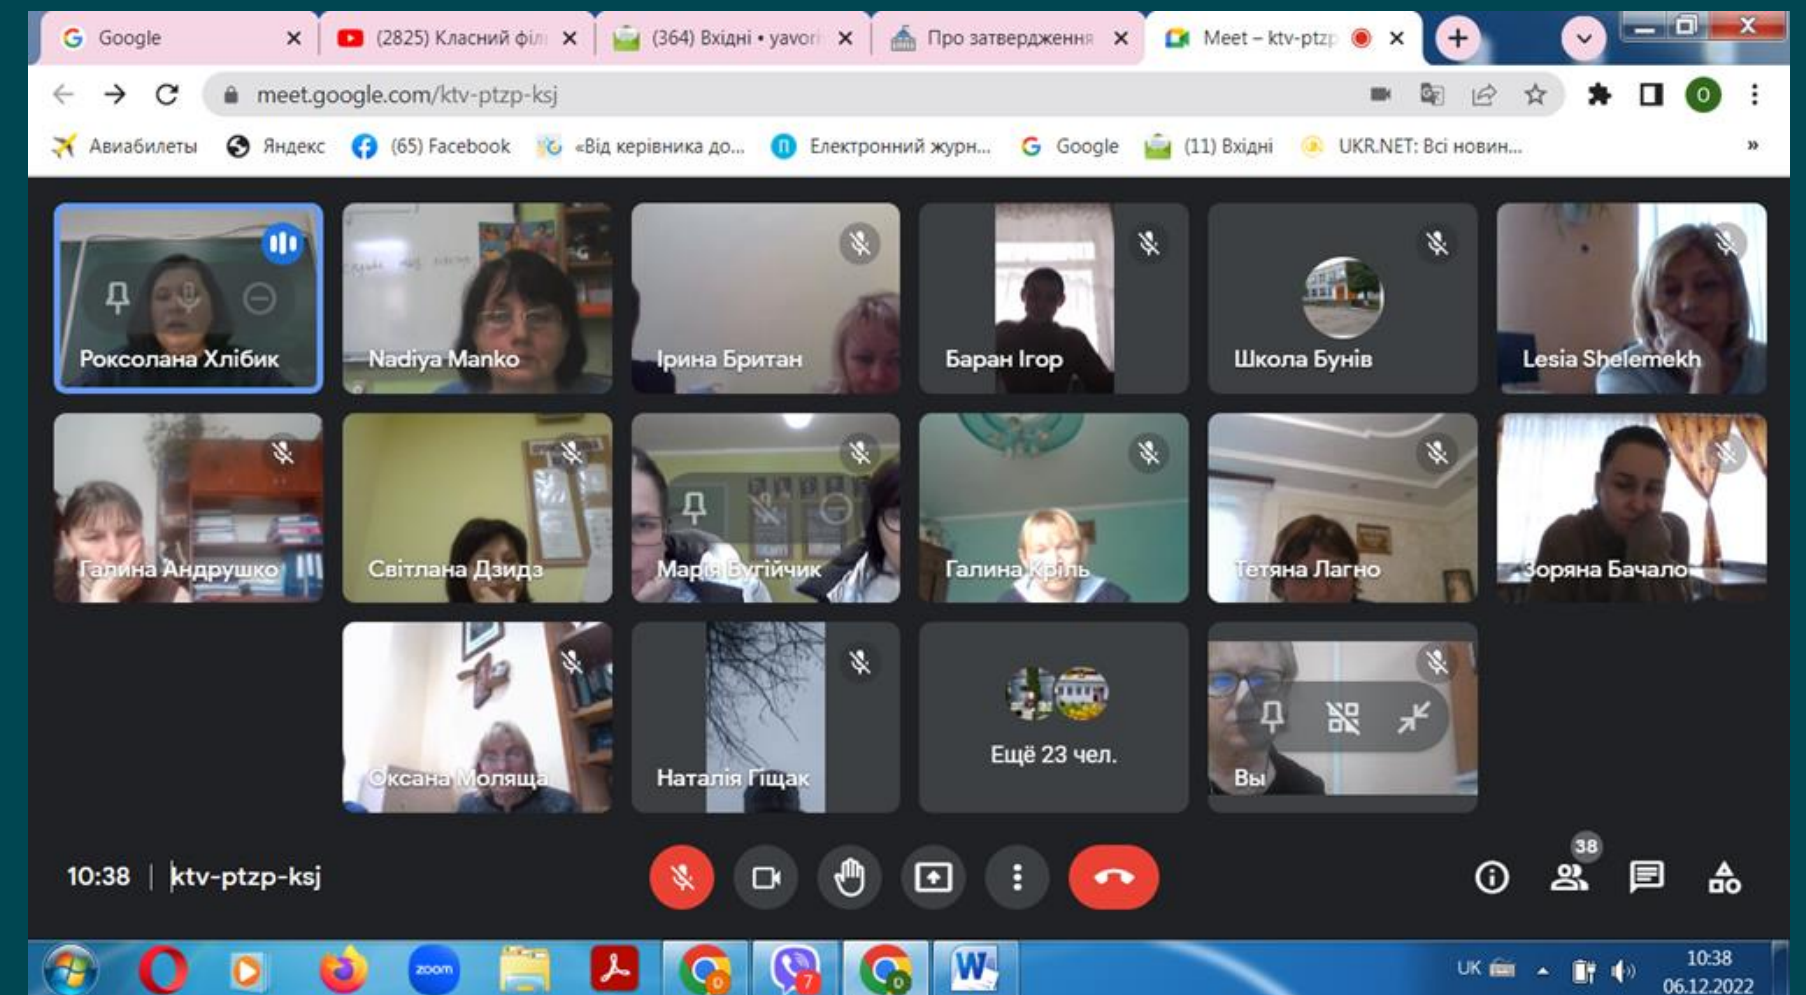 Google
(2825) Класний філ
(364) Вхідні • yavori
Про затвердження
Meet – ktv-ptzp
meet.google.com/ktv-ptzp-ksj
O
Авиабилеты
Яндекс
(65) Facebook
«Від керівника до...
Електронний журн...
Google
(11) Вхідні
UKR.NET: Всі новин...
»
Роксолана Хлібик
Nadiya Manko
Ірина Британ
Баран Ігор
Школа Бунів
Lesia Shelemekh
Галина Андрушко
Світлана Дзидз
Марія Бугійчик
Галина Кріль
Тетяна Лагно
Зоряна Бачало
Оксана Моляща
Наталія Гіщак
Ещё 23 чел.
Вы
10:38 | ktv-ptzp-ksj
38
zoom
D
7
D
W
UK
10:38
06.12.2022